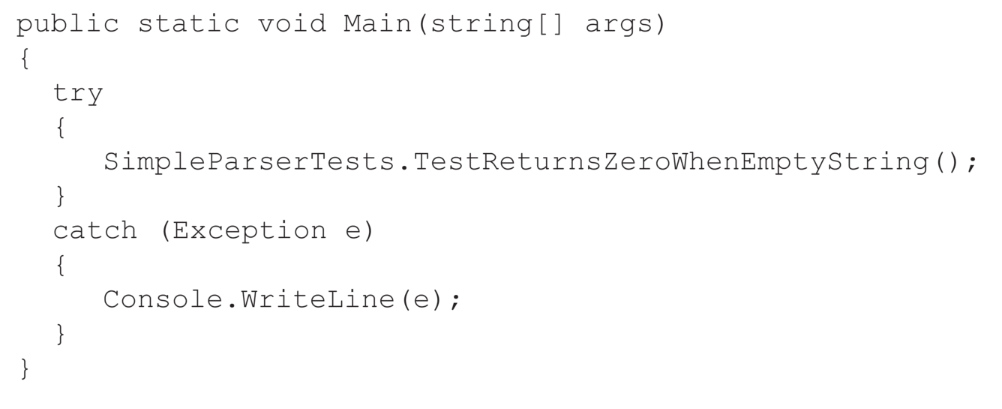 public static void Main(string[] args)
{
try
{
SimpleParserTests.TestReturnsZeroWhenEmptyString();
}
catch (Exception e)
{
Console.WriteLine(e);
}
}